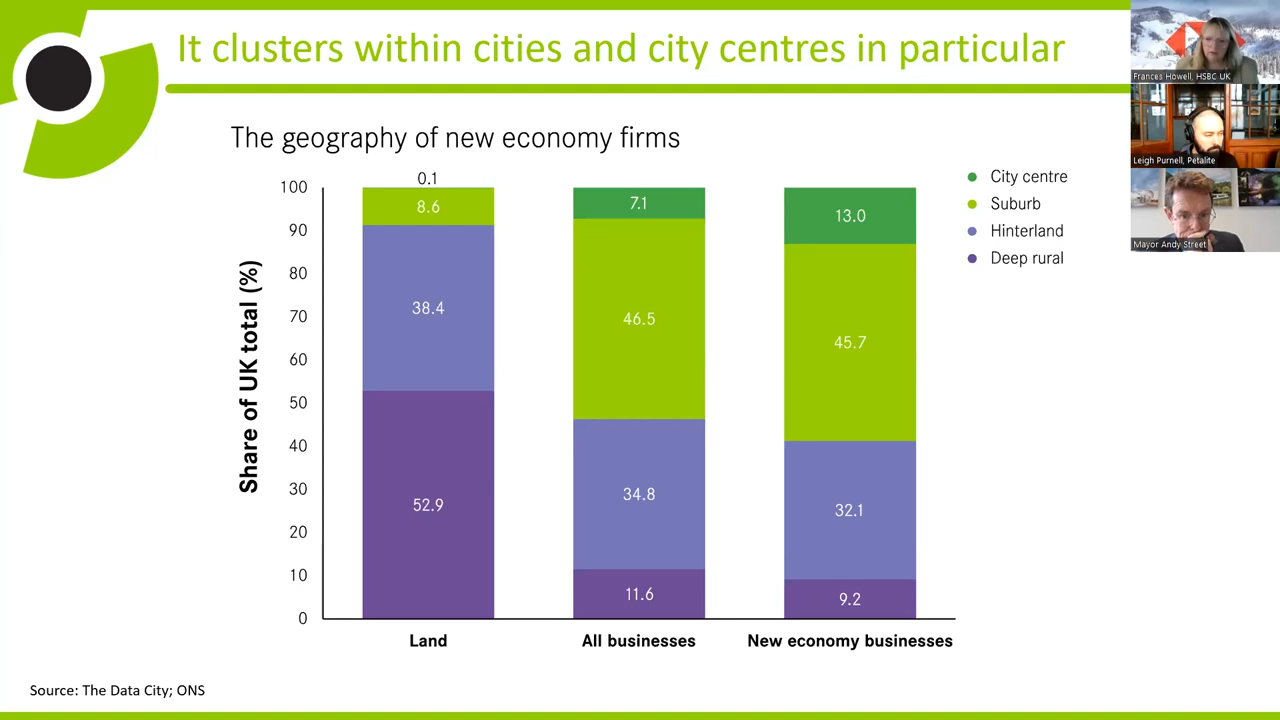 It clusters within cities and city centres in particular
Frances Howell, HSBC UK
Leigh Purnell, Petalite
Mayor Andy Street
The geography of new economy firms
City centre
Suburb
Hinterland
Deep rural
Share of UK total (%)
100
90
80
70
60
50
40
30
20
10
0
0.1
8.6
38.4
52.9
7.1
46.5
34.8
11.6
13.0
45.7
32.1
9.2
Land
All businesses
New economy businesses
Source: The Data City; ONS